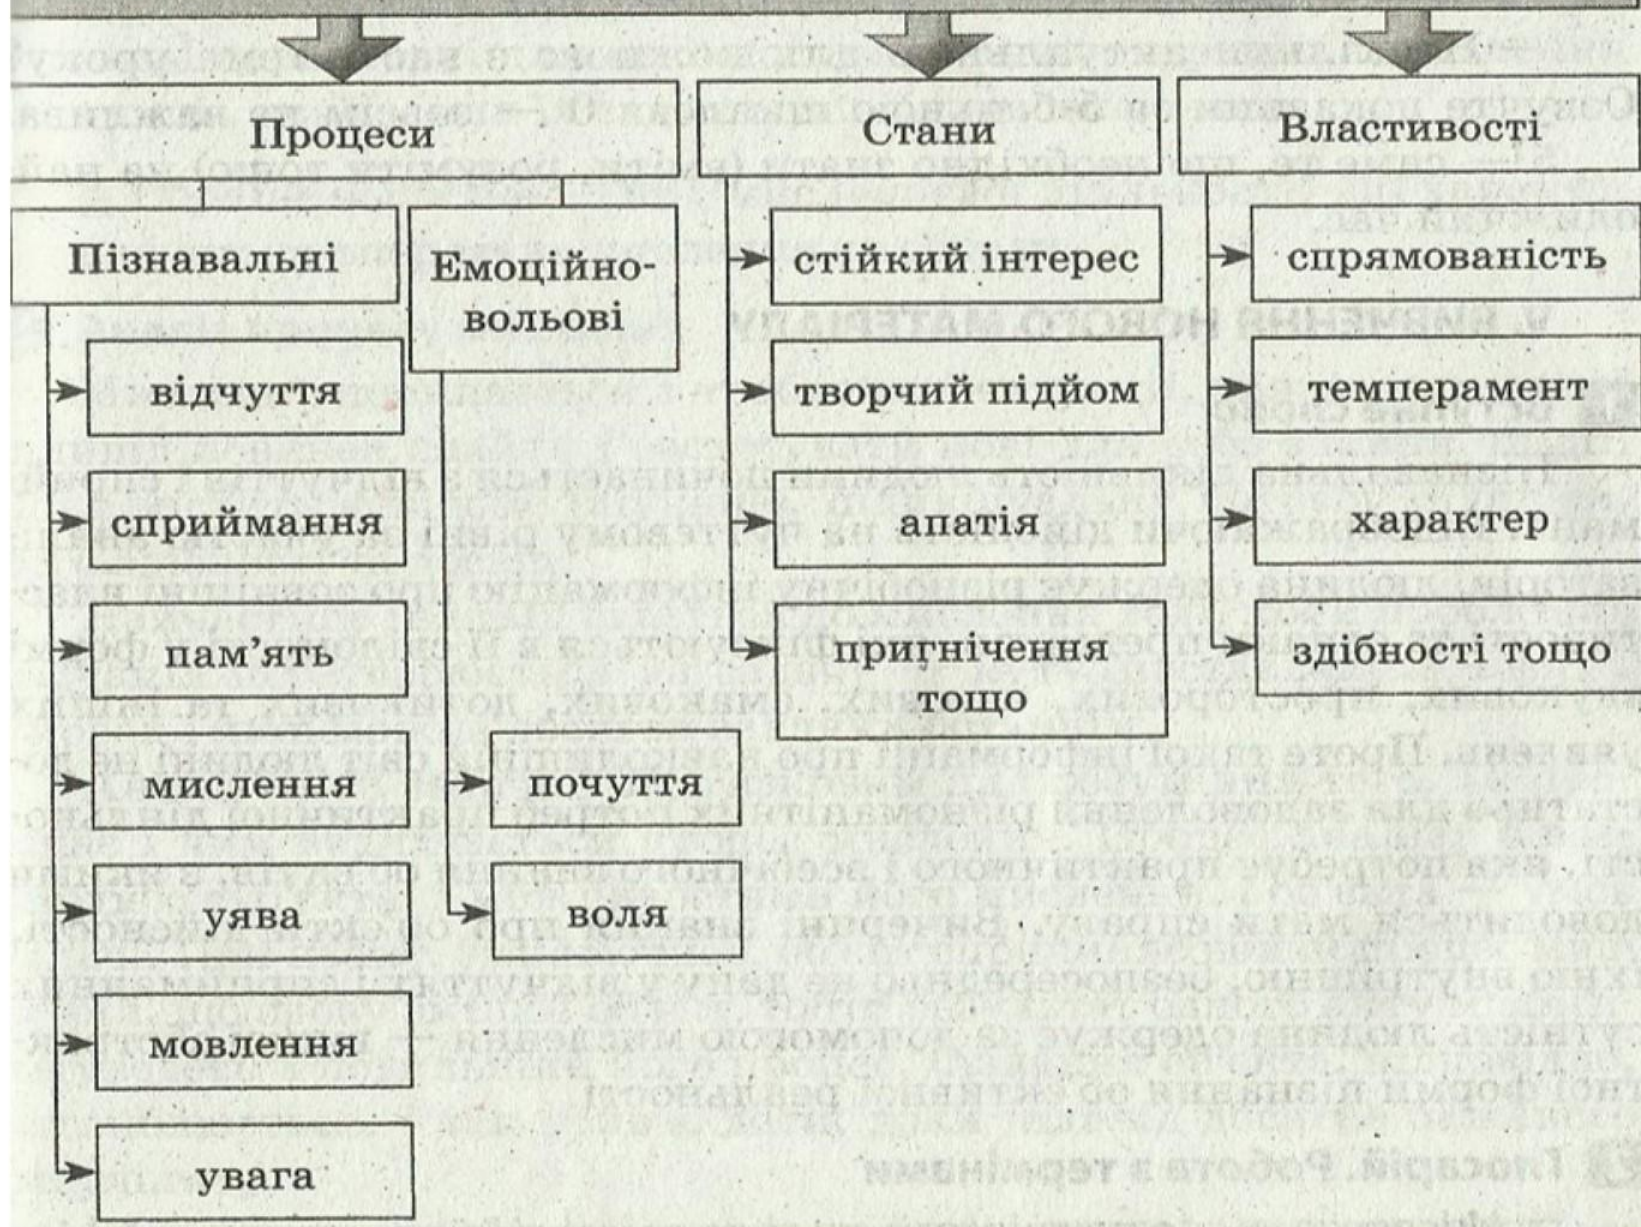 Процеси
Стани
Властивості
Пізнавальні
Емоційно-
вольові
відчуття
сприймання
пам’ять
мислення
уява
мовлення
увага
почуття
воля
стійкий інтерес
творчий підйом
апатія
пригнічення
тощо
спрямованість
темперамент
характер
здібності тощо